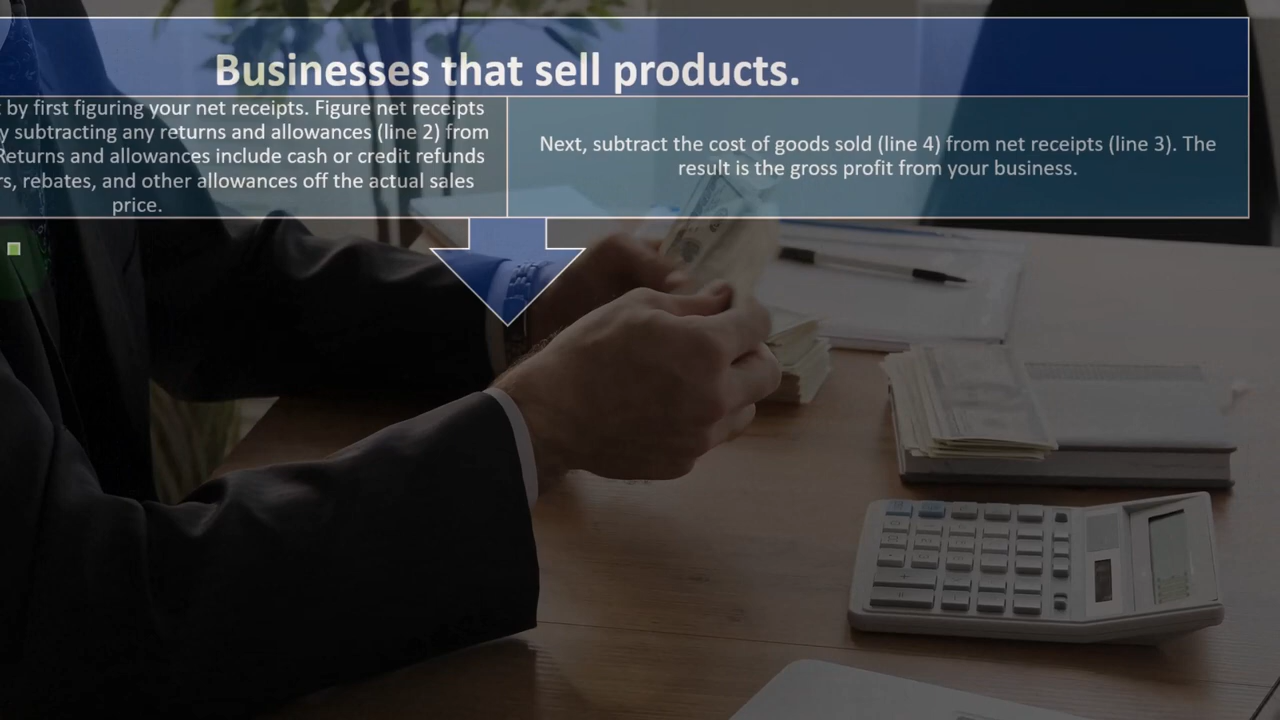 Businesses that sell products.
by first figuring your net receipts. Figure net receipts
subtracting any returns and allowances (line 2) from
Returns and allowances include cash or credit refunds
rebates, and other allowances off the actual sales
price.
Next, subtract the cost of goods sold (line 4) from net receipts (line 3). The
result is the gross profit from your business.